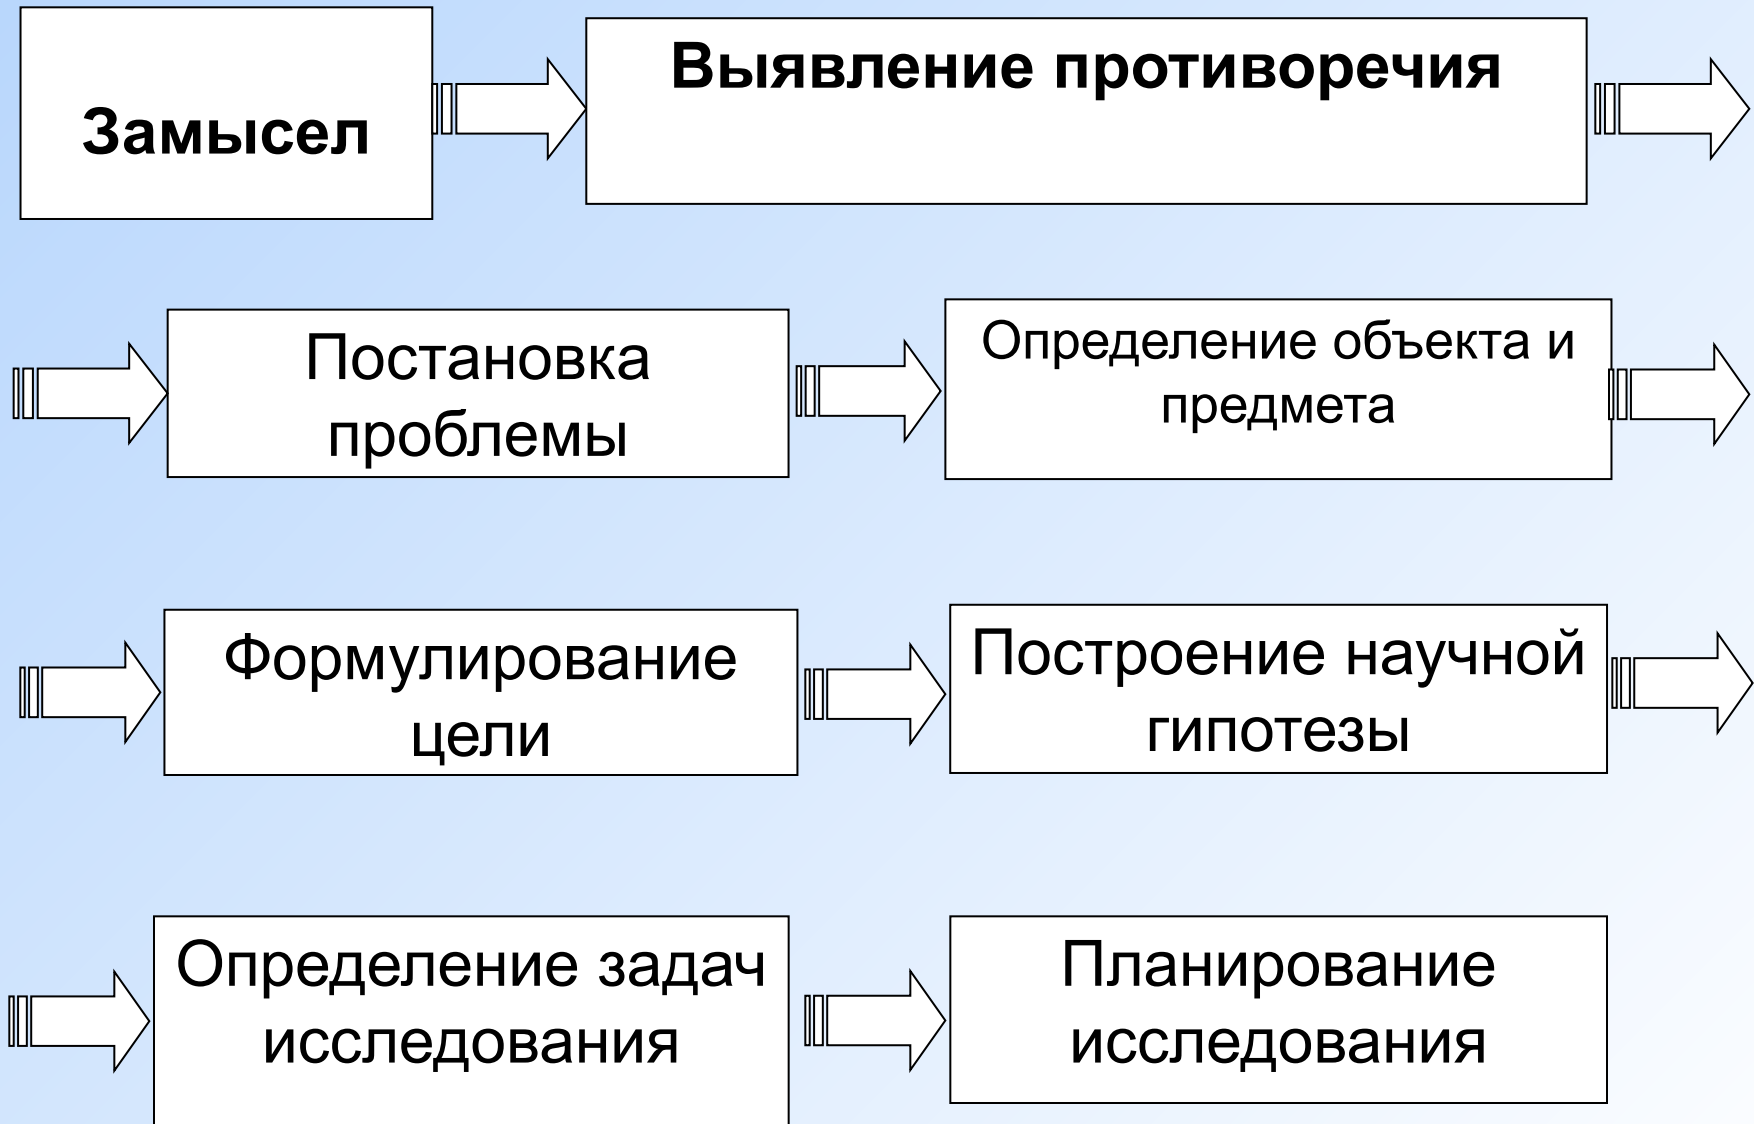 Замысел
Выявление противоречия
Постановка
проблемы
Определение объекта и
предмета
Формулирование
цели
Построение научной
гипотезы
Определение задач
исследования
Планирование
исследования